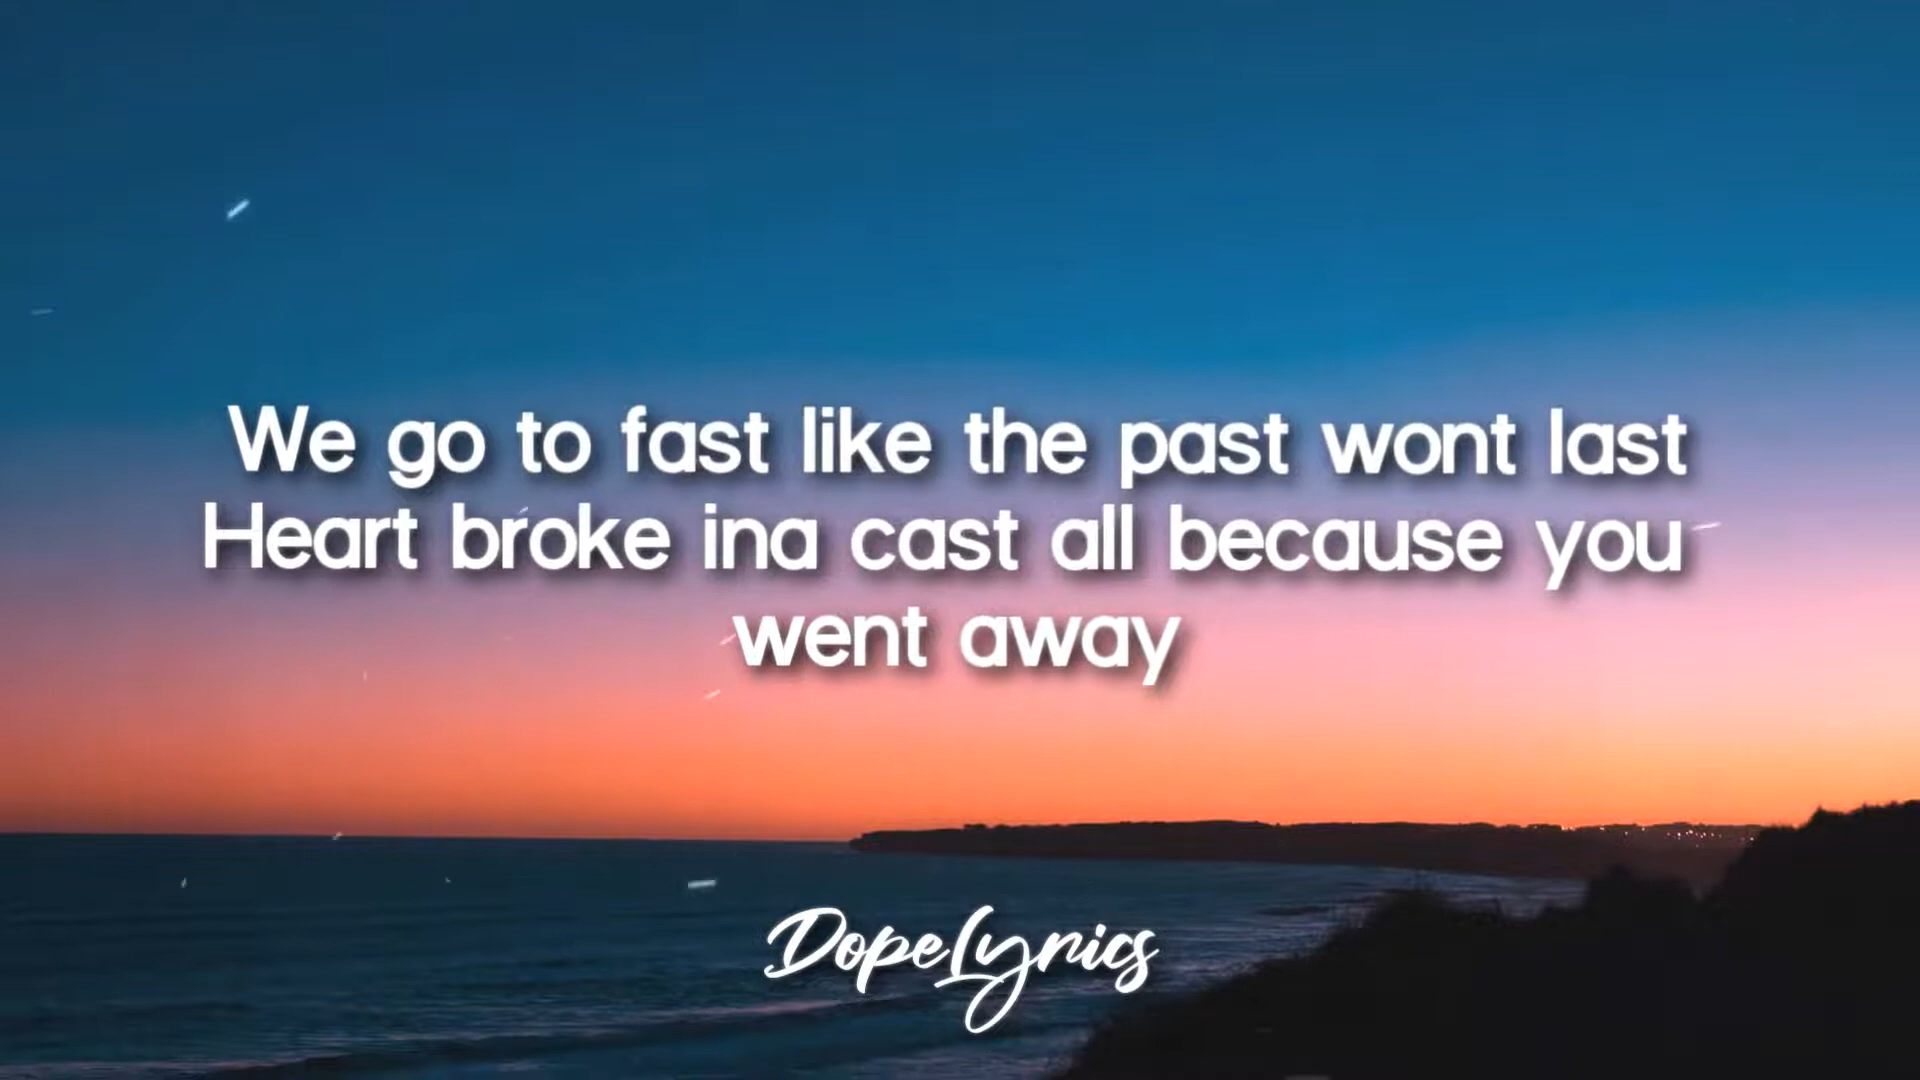 We go to fast like the past wont last
Heart broke ina cast all because you
went away
DopeLyrics